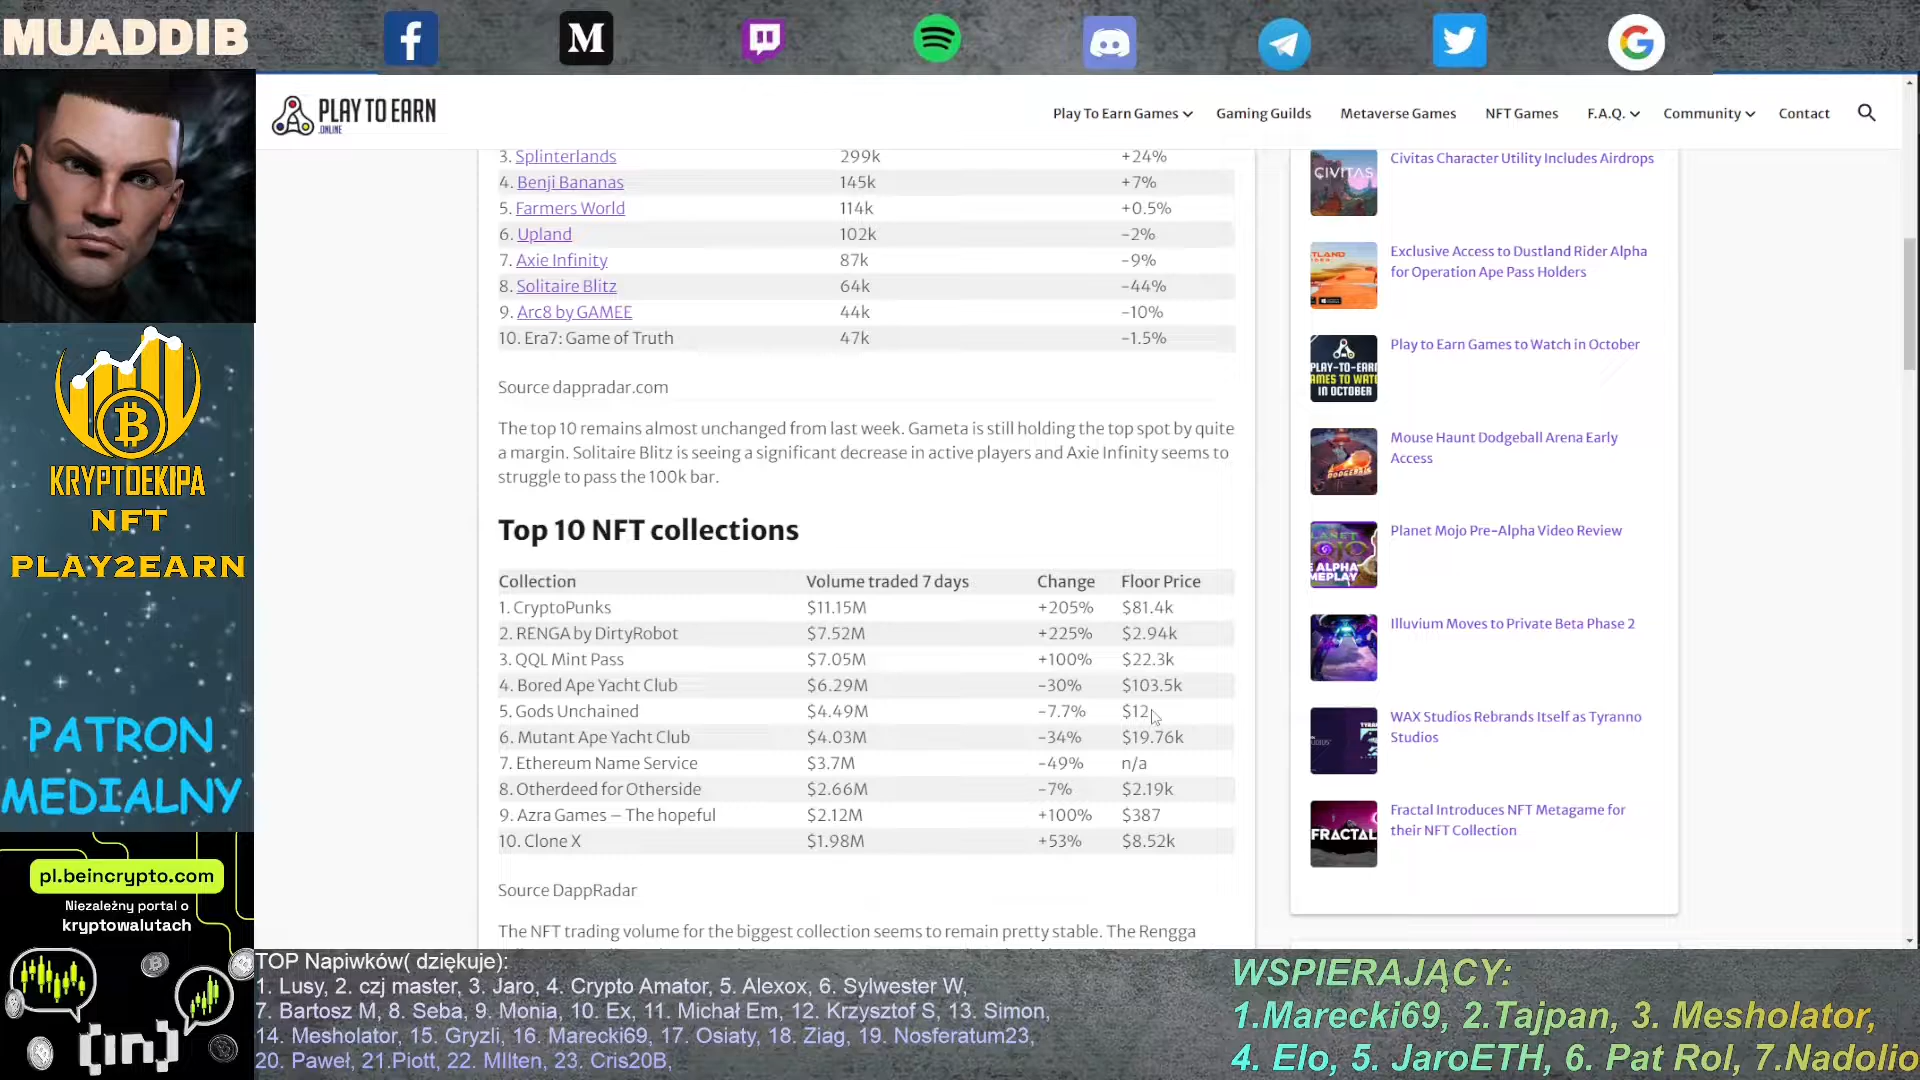 MUADDIB
PLAY TO EARN
.ONLINE
Play To Earn Games
Gaming Guilds
Metaverse Games
NFT Games
F.A.Q.
Community
Contact
3. Splinterlands 299k +24%
4. Benji Bananas 145k +7%
5. Farmers World 114k +0.5%
6. Upland 102k -2%
7. Axie Infinity 87k -9%
8. Solitaire Blitz 64k -44%
9. Arc8 by GAMEE 44k -10%
10. Era7: Game of Truth 47k -1.5%
Source dappradar.com
The top 10 remains almost unchanged from last week. Gameta is still holding the top spot by quite
a margin. Solitaire Blitz is seeing a significant decrease in active players and Axie Infinity seems to
struggle to pass the 100k bar.
Top 10 NFT collections
Collection Volume traded 7 days Change Floor Price
1. CryptoPunks $11.15M +205% $81.4k
2. RENGA by DirtyRobot $7.52M +225% $2.94k
3. QQL Mint Pass $7.05M +100% $22.3k
4. Bored Ape Yacht Club $6.29M -30% $103.5k
5. Gods Unchained $4.49M -7.7% $12
6. Mutant Ape Yacht Club $4.03M -34% $19.76k
7. Ethereum Name Service $3.7M -49% n/a
8. Otherdeed for Otherside $2.66M -7% $2.19k
9. Azra Games – The hopeful $2.12M +100% $387
10. Clone X $1.98M +53% $8.52k
Source DappRadar
The NFT trading volume for the biggest collection seems to remain pretty stable. The Rengga
CIVITAS
Civitas Character Utility Includes Airdrops
Exclusive Access to Dustland Rider Alpha
for Operation Ape Pass Holders
PLAY-TO-EARN
IN OCTOBER
Play to Earn Games to Watch in October
Mouse Haunt Dodgeball Arena Early
Access
Planet Mojo Pre-Alpha Video Review
Illuvium Moves to Private Beta Phase 2
WAX Studios Rebrands Itself as Tyranno
Studios
FRACTAL
Fractal Introduces NFT Metagame for
their NFT Collection
KRYPTOEKIPA
NFT
PLAY2EARN
PATRON
MEDIALNY
pl.beincrypto.com
Niezależny portal o
kryptowalutach
[in]
TOP Napiwków( dziękuje):
1. Lusy, 2. czj master, 3. Jaro, 4. Crypto Amator, 5. Alexox, 6. Sylwester W,
7. Bartosz M, 8. Seba, 9. Monia, 10. Ex, 11. Michał Em, 12. Krzysztof S, 13. Simon,
14. Mesholator, 15. Gryzli, 16. Marecki69, 17. Osiaty, 18. Ziag, 19. Nosferatum23,
20. Paweł, 21.Piott, 22. MIlten, 23. Cris20B,
WSPIERAJĄCY:
1.Marecki69, 2.Tajpan, 3. Mesholator,
4. Elo, 5. JaroETH, 6. Pat Rol, 7.Nadolio